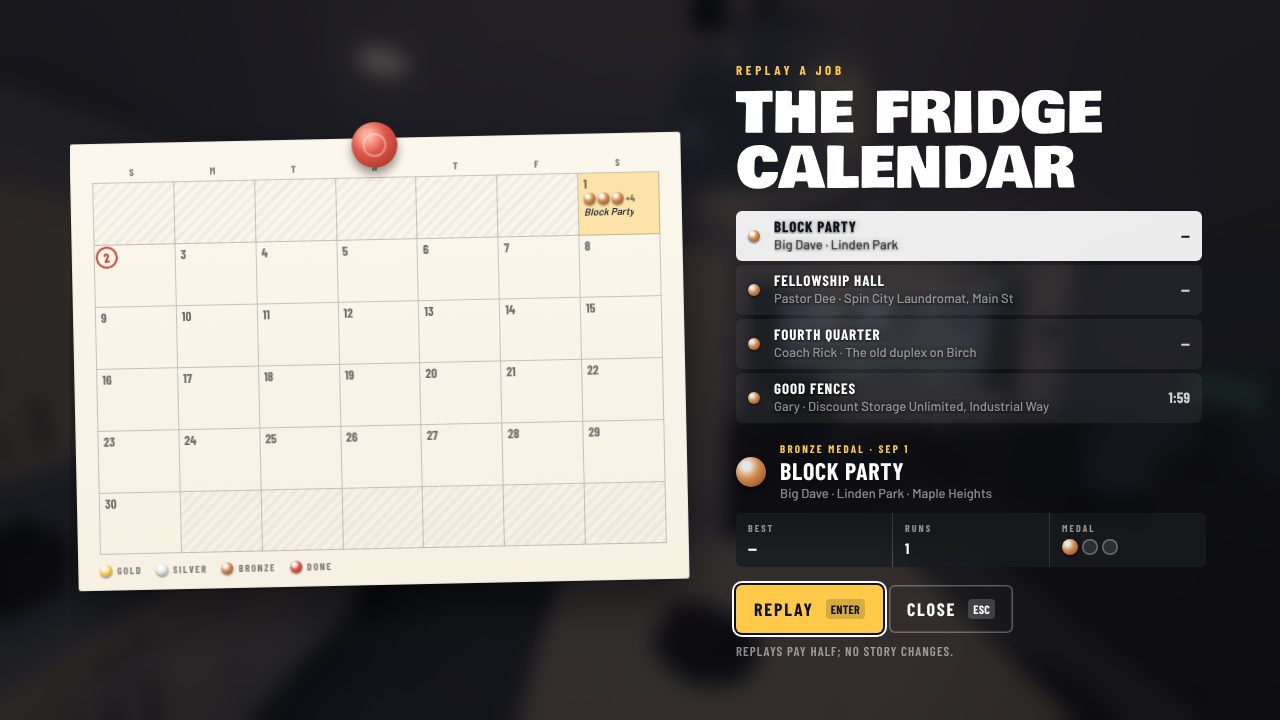 S M T W T F S
1
+4
Block Party
2 3 4 5 6 7 8
9 10 11 12 13 14 15
16 17 18 19 20 21 22
23 24 25 26 27 28 29
30
GOLD SILVER BRONZE DONE
REPLAY A JOB
THE FRIDGE
CALENDAR
BLOCK PARTY
Big Dave · Linden Park
–
FELLOWSHIP HALL
Pastor Dee · Spin City Laundromat, Main St
–
FOURTH QUARTER
Coach Rick · The old duplex on Birch
–
GOOD FENCES
Gary · Discount Storage Unlimited, Industrial Way
1:59
BRONZE MEDAL · SEP 1
BLOCK PARTY
Big Dave · Linden Park · Maple Heights
BEST RUNS MEDAL
– 1
REPLAY ENTER CLOSE ESC
REPLAYS PAY HALF; NO STORY CHANGES.